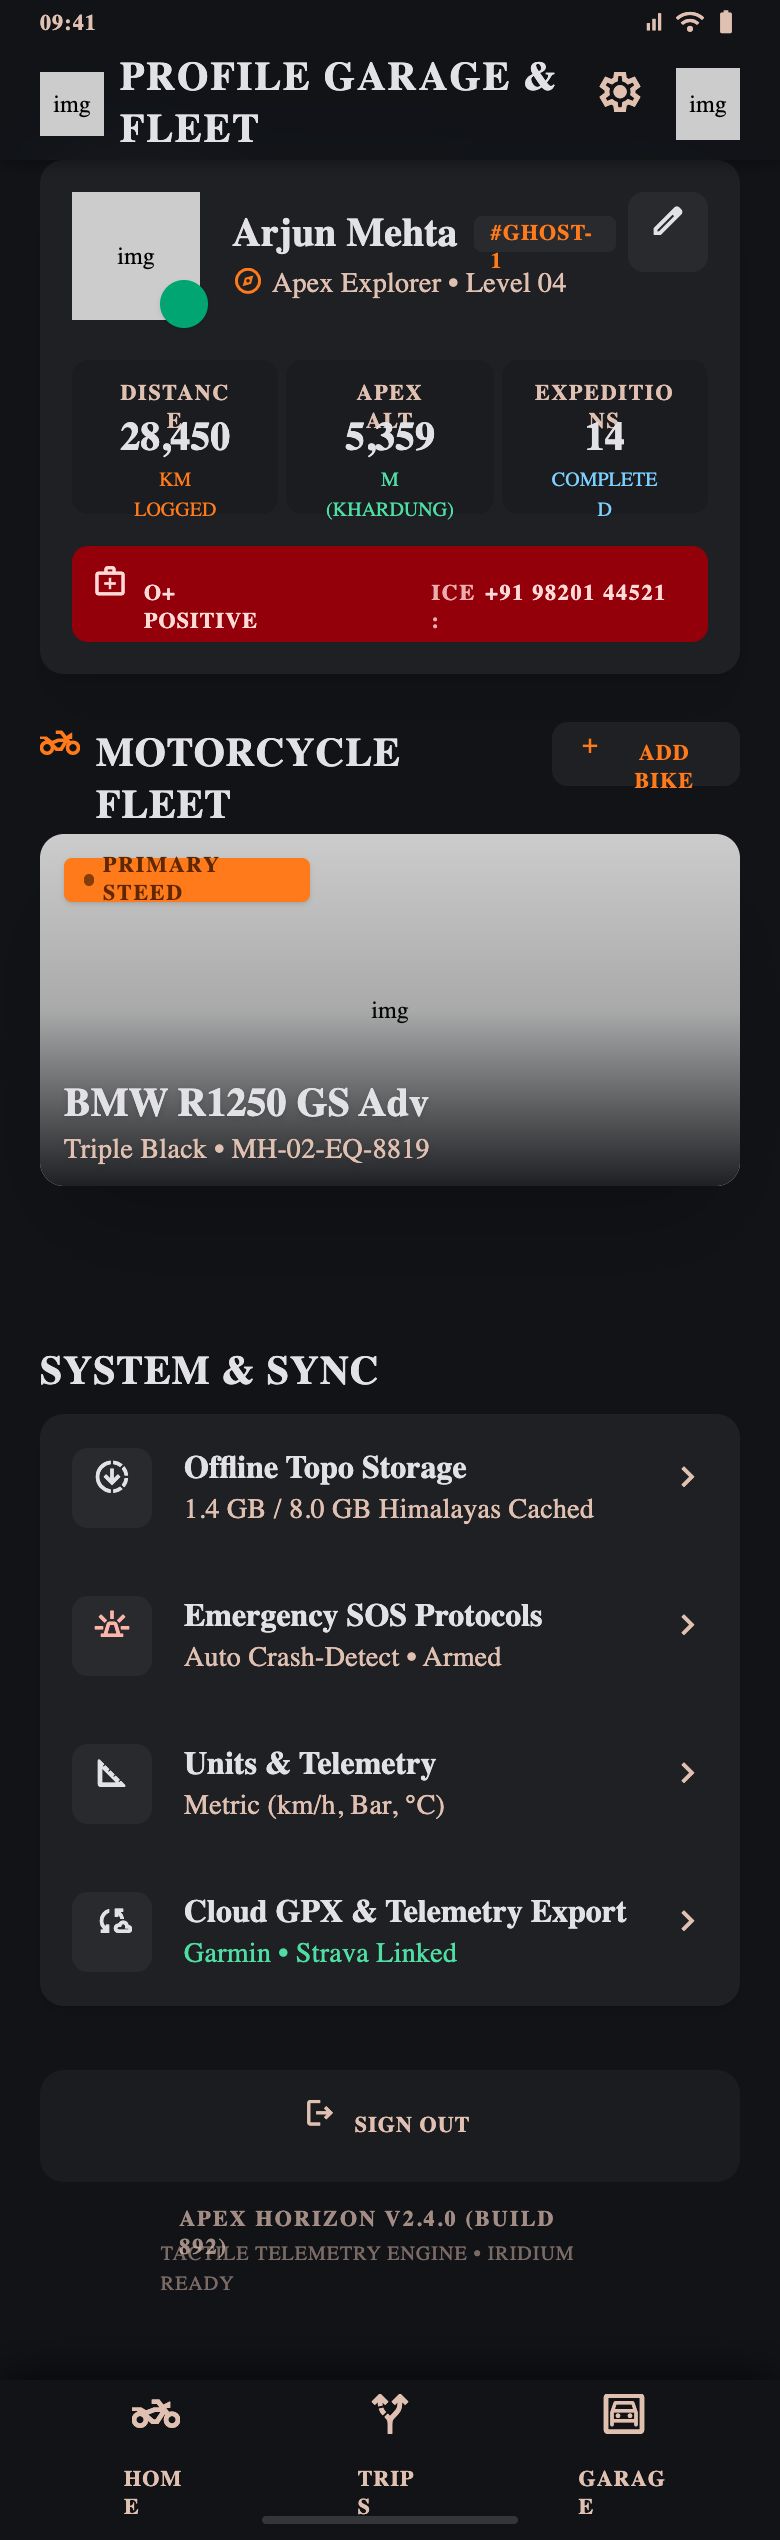 09:41
img
PROFILE GARAGE &
FLEET
img
img
Arjun Mehta
#GHOST-
1
Apex Explorer • Level 04
DISTANC
E
28,450
KM
LOGGED
APEX
ALT
5,359
M
(KHARDUNG)
EXPEDITIO
NS
14
COMPLETE
D
O+
POSITIVE
ICE
:
+91 98201 44521
MOTORCYCLE
FLEET
+
ADD
BIKE
PRIMARY
STEED
img
BMW R1250 GS Adv
Triple Black • MH-02-EQ-8819
SYSTEM & SYNC
Offline Topo Storage
1.4 GB / 8.0 GB Himalayas Cached
Emergency SOS Protocols
Auto Crash-Detect • Armed
Units & Telemetry
Metric (km/h, Bar, °C)
Cloud GPX & Telemetry Export
Garmin • Strava Linked
SIGN OUT
APEX HORIZON V2.4.0 (BUILD
892)
TACTILE TELEMETRY ENGINE • IRIDIUM
READY
HOM
E
TRIP
S
GARAG
E